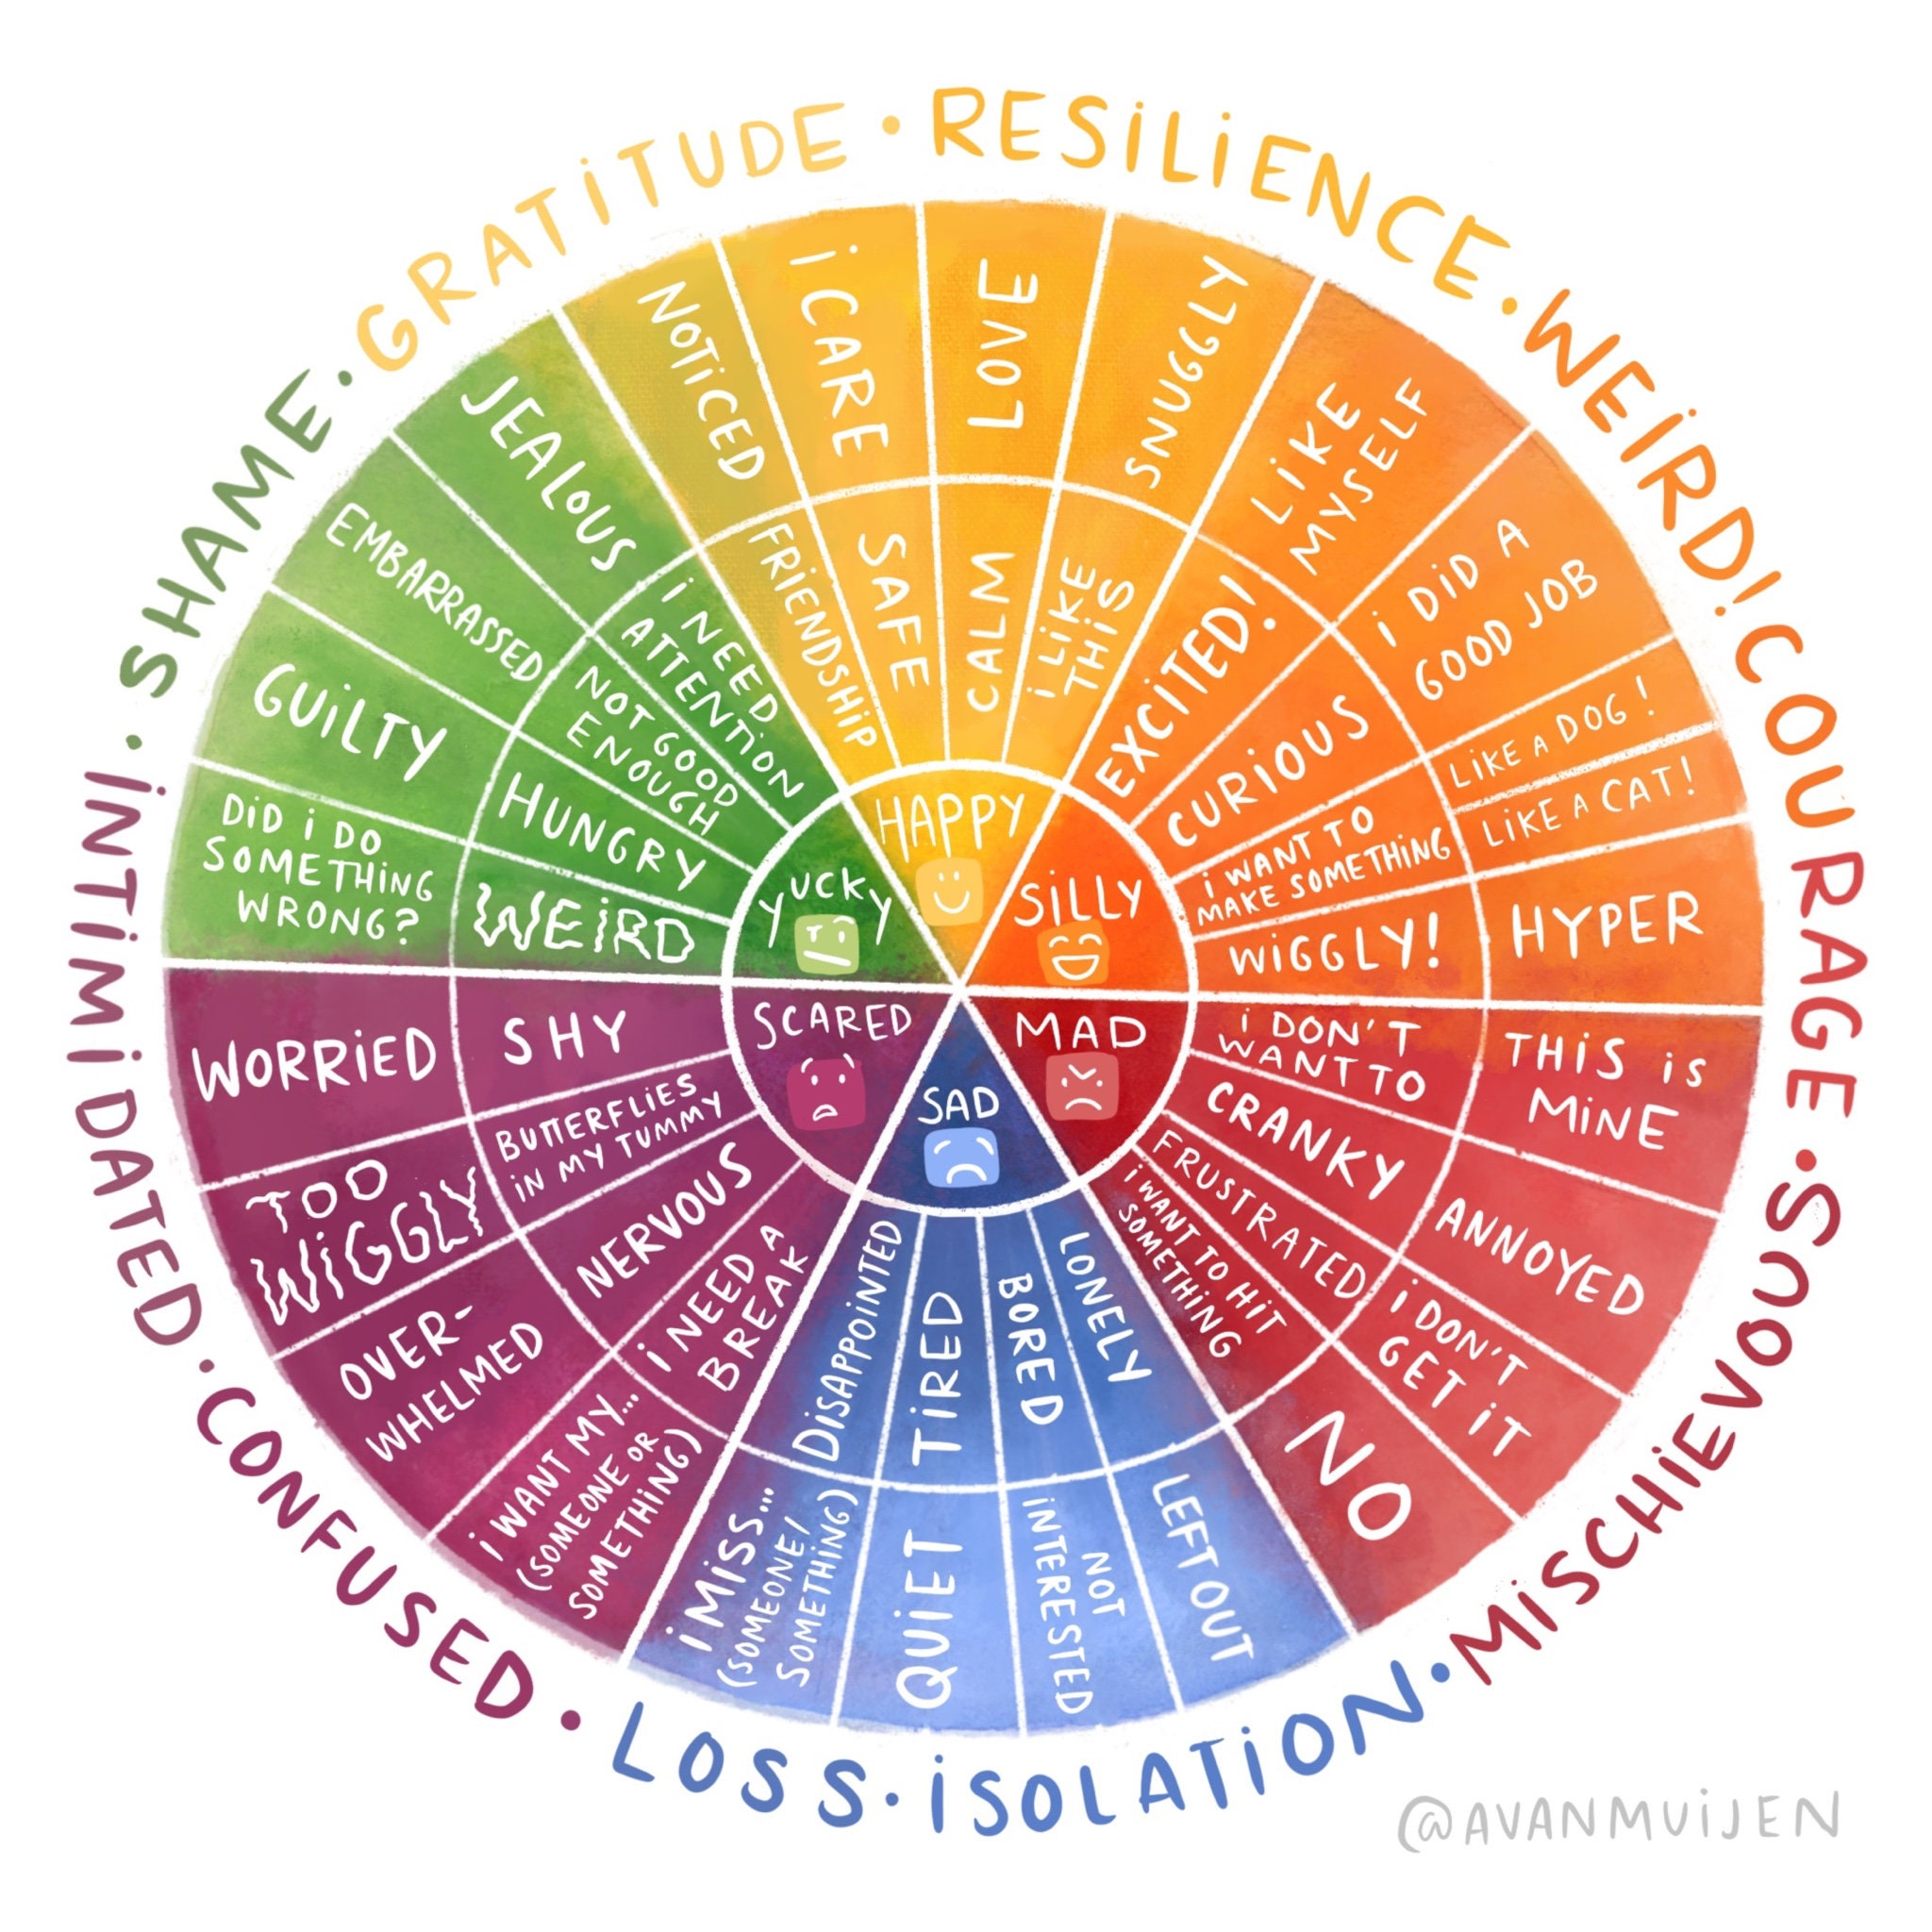 GRATiTUDE · RESiLiENCE · WEiRD! · COURAGE · MiSCHiEVOUS · iSOLATiON · LOSS · CONFUSED · iNTiMiDATED · SHAME ·
HAPPY
FRiENDSHiP
SAFE
CALM
i LiKE
THiS
NOTiCED
i CARE
LOVE
SNUGGLY
SiLLY
EXCiTED!
CURiOUS
i WANT TO
MAKE SOMETHiNG
WiGGLY!
LiKE
MYSELF
i DiD A
GOOD JOB
LiKE A DOG!
LiKE A CAT!
HYPER
MAD
i DON'T
WANT TO
CRANKY
FRUSTRATED
i WANT TO HiT
SOMETHiNG
THiS iS
MiNE
ANNOYED
i DON'T
GET iT
NO
SAD
LONELY
BORED
TiRED
DiSAPPOiNTED
LEFT OUT
NOT
iNTERESTED
QUiET
i MiSS...
(SOMEONE/
SOMETHiNG)
SCARED
i NEED A
BREAK
NERVOUS
BUTTERFLiES
iN MY TUMMY
SHY
i WANT MY...
(SOMEONE OR
SOMETHiNG)
OVER-
WHELMED
TOO
WiGGLY
WORRiED
YUCKY
WEiRD
HUNGRY
NOT GOOD
ENOUGH
i NEED
ATTENTiON
DiD i DO
SOMETHiNG
WRONG?
GUiLTY
EMBARRASSED
JEALOUS
@AVANMUiJEN